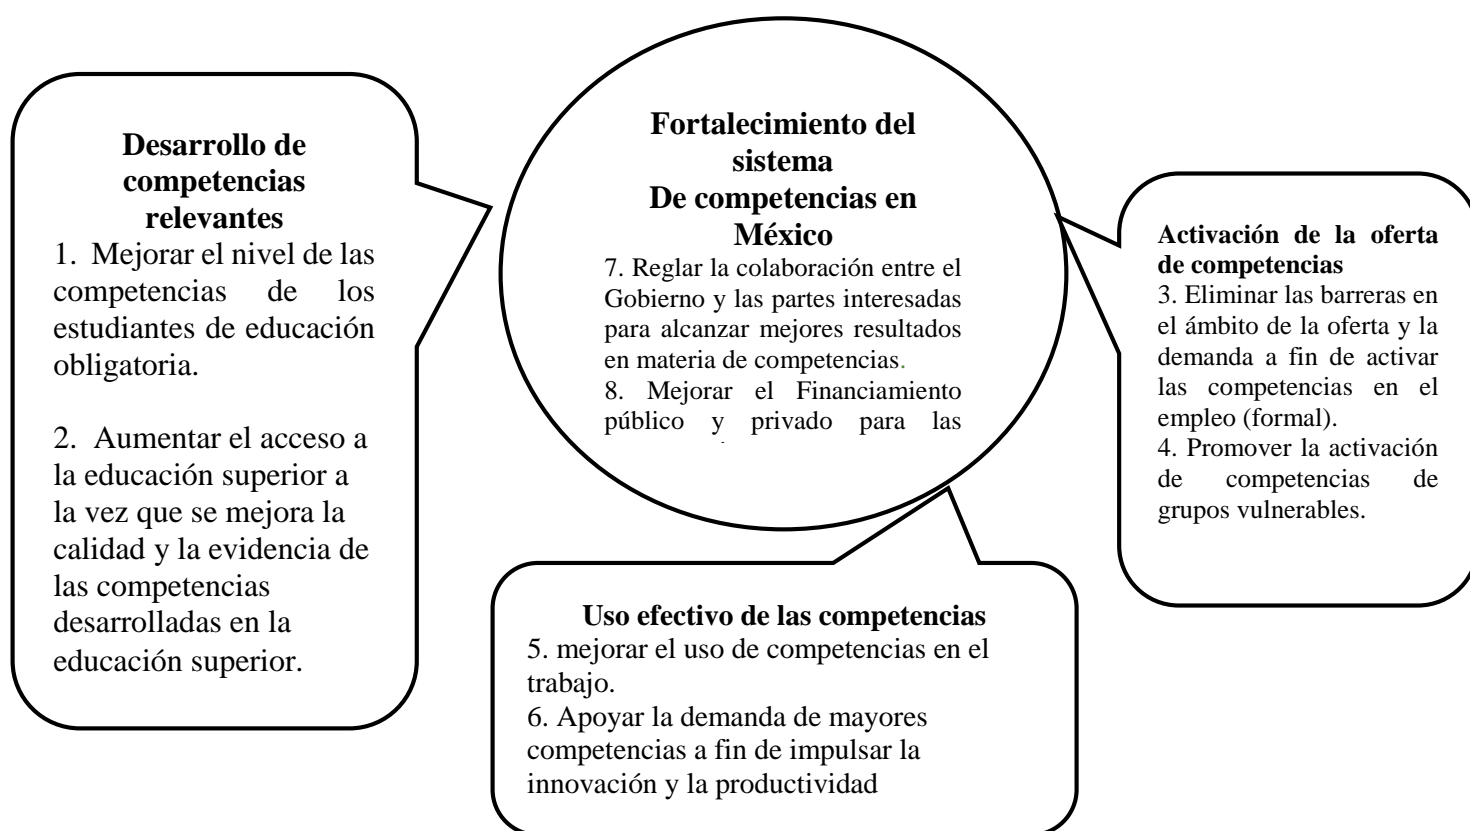 Desarrollo de
competencias
relevantes
1. Mejorar el nivel de las
competencias de los
estudiantes de educación
obligatoria.
2. Aumentar el acceso a
la educación superior a
la vez que se mejora la
calidad y la evidencia de
las competencias
desarrolladas en la
educación superior.
Fortalecimiento del
sistema
De competencias en
México
7. Reglar la colaboración entre el
Gobierno y las partes interesadas
para alcanzar mejores resultados
en materia de competencias.
8. Mejorar el Financiamiento
público y privado para las
Activación de la oferta
de competencias
3. Eliminar las barreras en
el ámbito de la oferta y la
demanda a fin de activar
las competencias en el
empleo (formal).
4. Promover la activación
de competencias de
grupos vulnerables.
Uso efectivo de las competencias
5. mejorar el uso de competencias en el
trabajo.
6. Apoyar la demanda de mayores
competencias a fin de impulsar la
innovación y la productividad